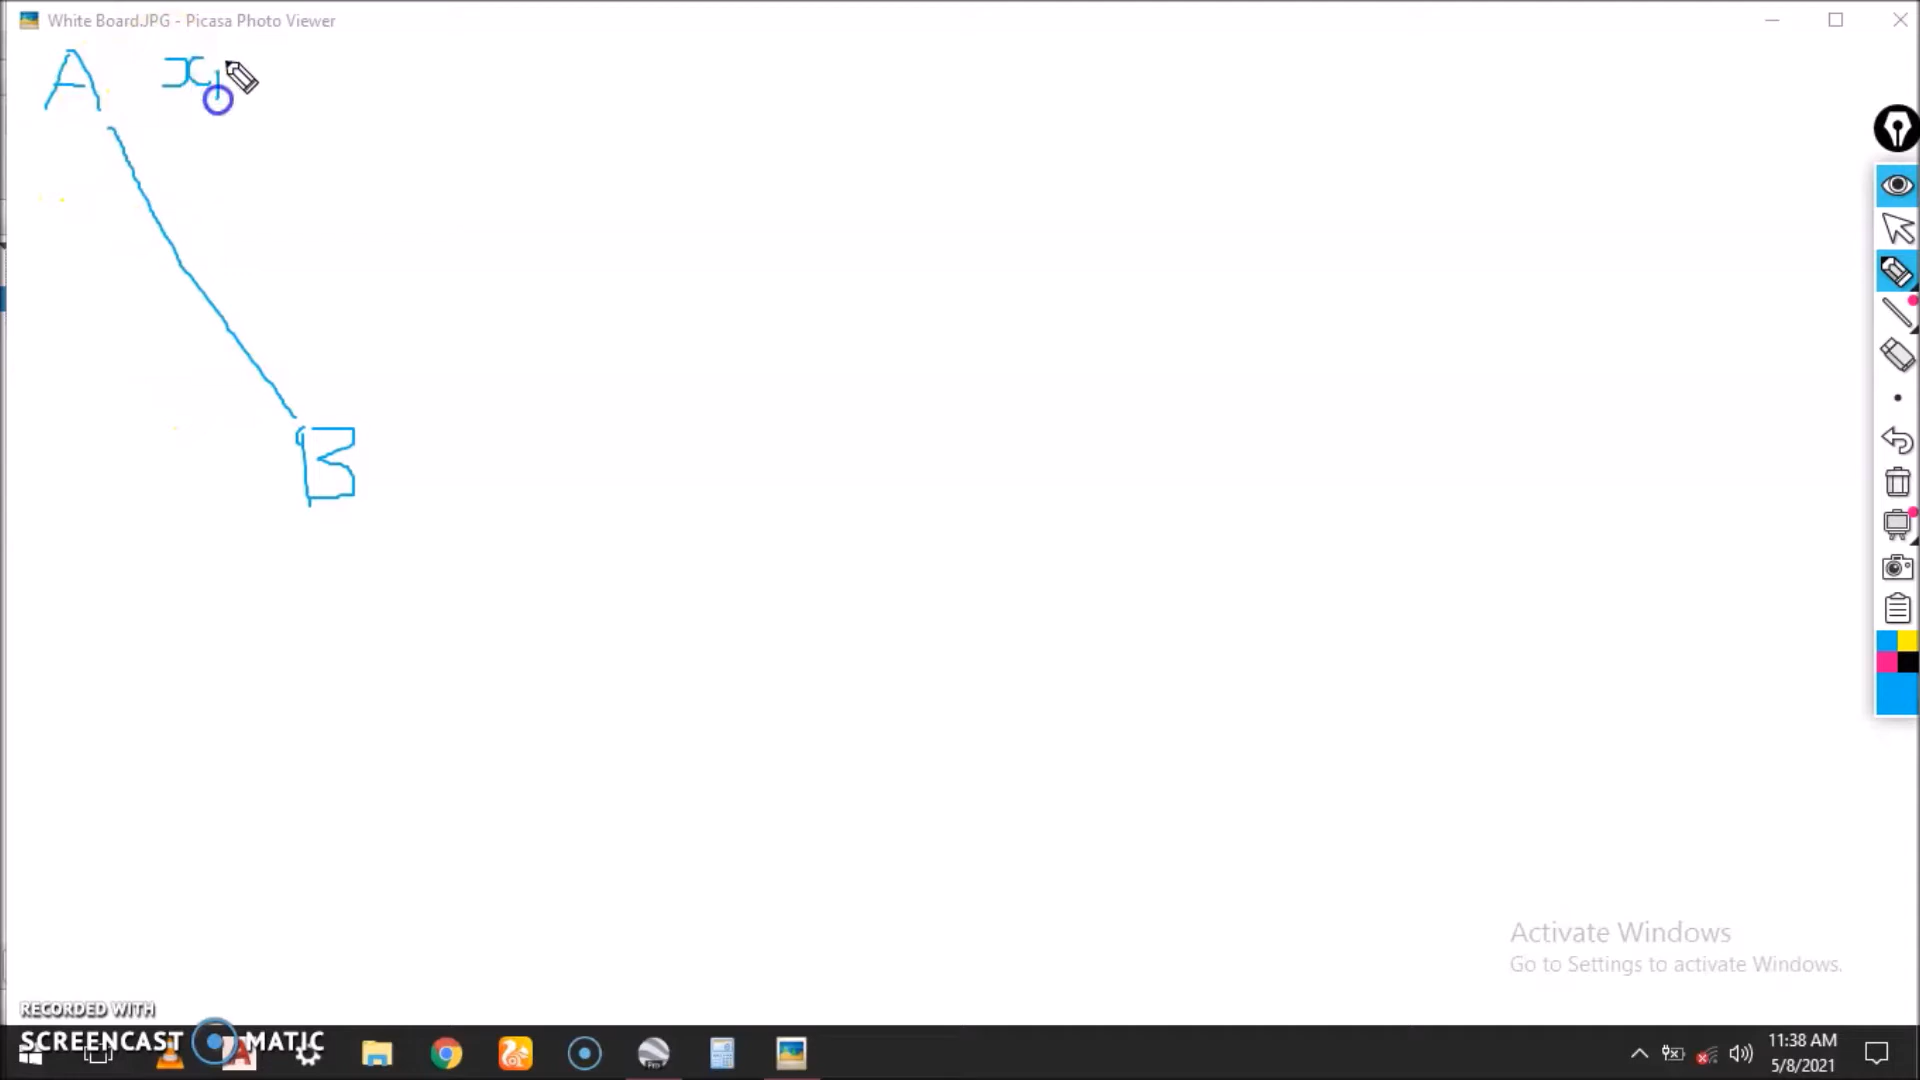 White Board.JPG - Picasa Photo Viewer
A x₁
B
Activate Windows
Go to Settings to activate Windows.
RECORDED WITH
SCREENCAST MATIC
11:38 AM
5/8/2021